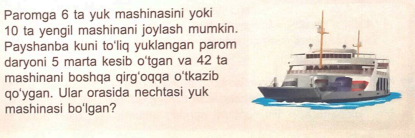 Paromga 6 ta yuk mashinasini yoki
10 ta yengil mashinani joylash mumkin.
Payshanba kuni to‘liq yuklangan parom
daryoni 5 marta kesib o‘tgan va 42 ta
mashinani boshqa qirg‘oqqa o‘tkazib
qo‘ygan. Ular orasida nechtasi yuk
mashinasi bo‘lgan?